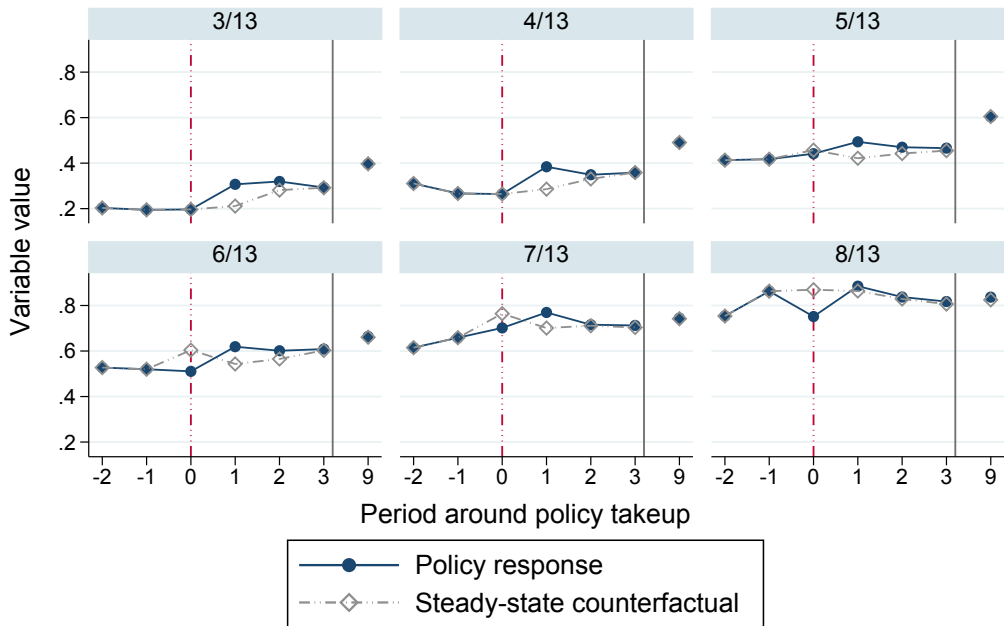 3/13 4/13 5/13
.8
.6
.4
.2
6/13 7/13 8/13
.8
.6
.4
.2
Variable value
-2 -1 0 1 2 3 9 -2 -1 0 1 2 3 9 -2 -1 0 1 2 3 9
Period around policy takeup
Policy response
Steady-state counterfactual